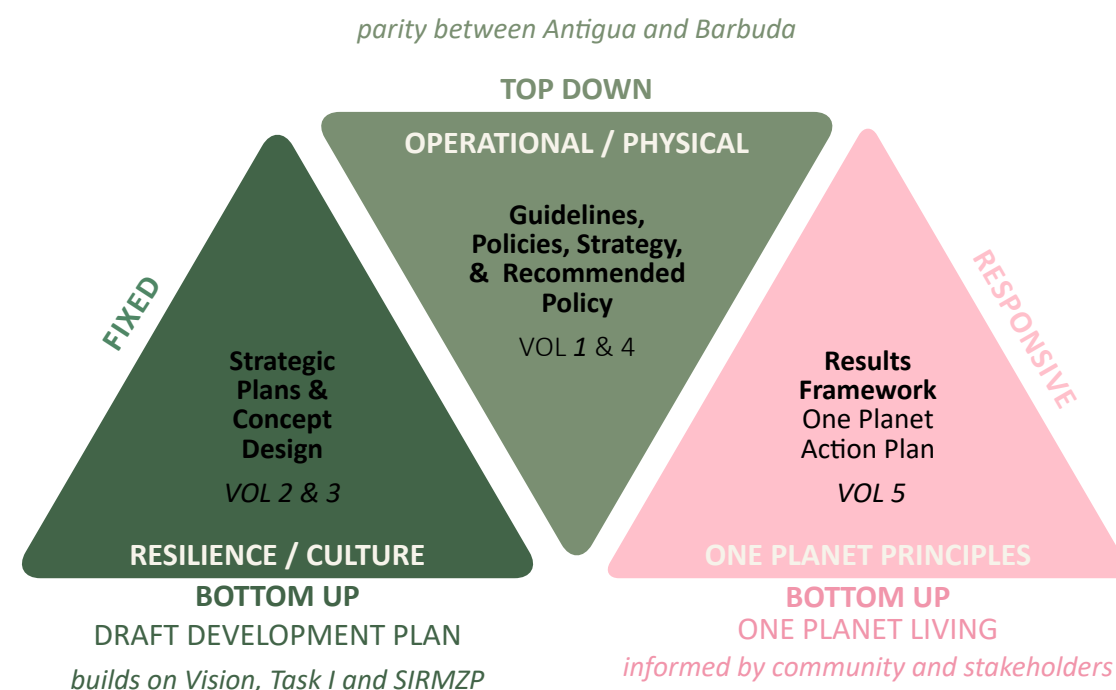 parity between Antigua and Barbuda
TOP DOWN
OPERATIONAL / PHYSICAL
Guidelines,
Policies, Strategy,
& Recommended
Policy
VOL 1 & 4
FIXED
Strategic
Plans &
Concept
Design
VOL 2 & 3
RESILIENCE / CULTURE
BOTTOM UP
DRAFT DEVELOPMENT PLAN
builds on Vision, Task I and SIRMZP
RESPONSIVE
Results
Framework
One Planet
Action Plan
VOL 5
ONE PLANET PRINCIPLES
BOTTOM UP
ONE PLANET LIVING
informed by community and stakeholders